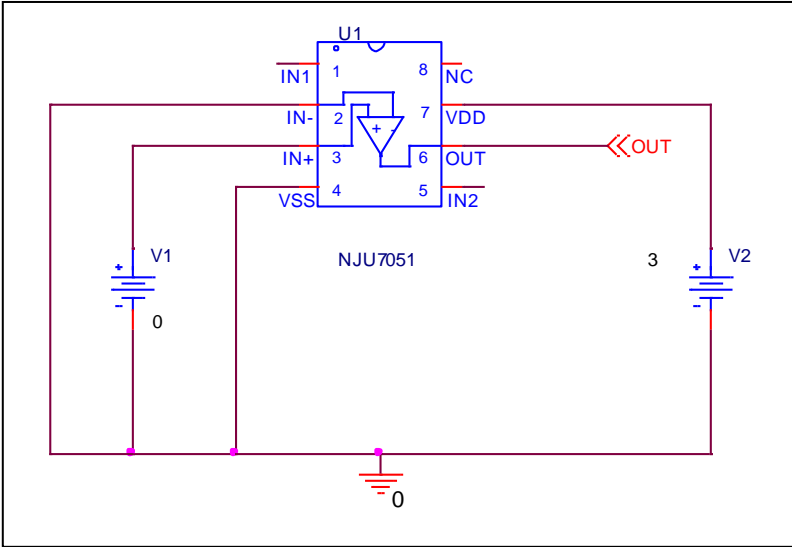 U1
IN1 1 8 NC
IN- 2 7 VDD
+ -
IN+ 3 6 OUT
OUT
VSS 4 5 IN2
NJU7051
+ V1
-
0
3
+ V2
-
0